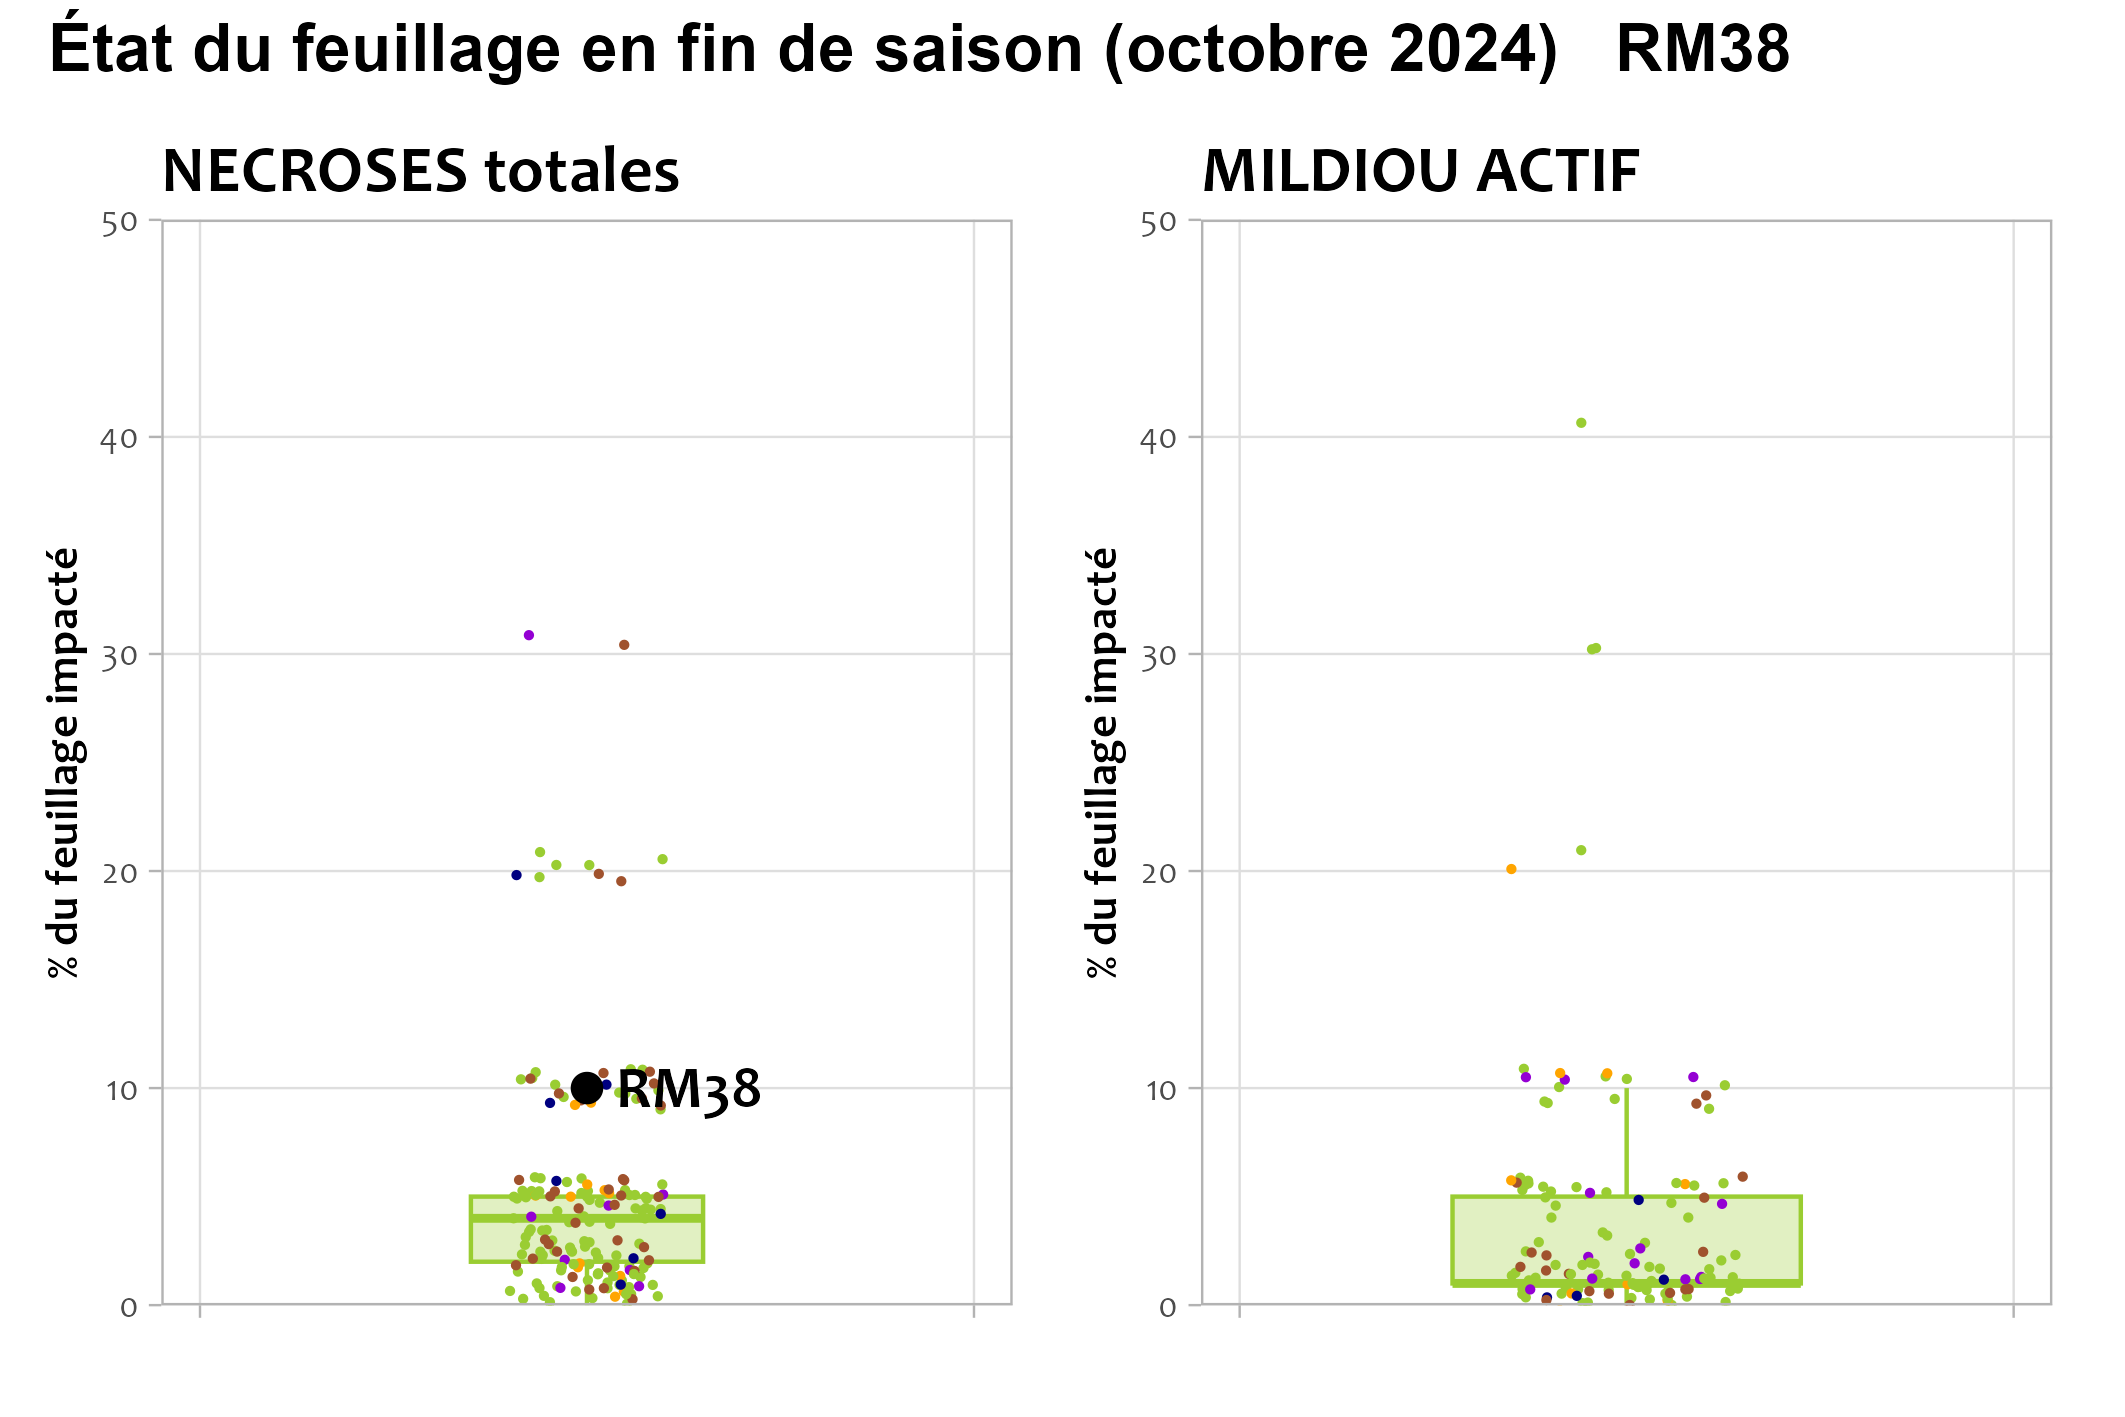 État du feuillage en fin de saison (octobre 2024) RM38
NECROSES totales
% du feuillage impacté
50
40
30
20
10
0
RM38
MILDIOU ACTIF
% du feuillage impacté
50
40
30
20
10
0